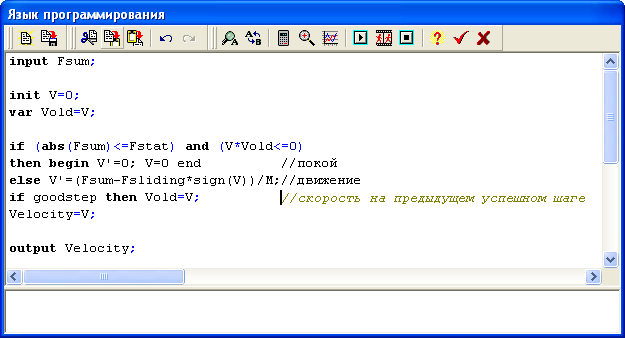 Язык программирования
input Fsum;
init V=0;
var Vold=V;
if (abs(Fsum)<=Fstat) and (V*Vold<=0)
then begin V'=0; V=0 end //покой
else V'=(Fsum-Fsliding*sign(V))/M;//движение
if goodstep then Vold=V; //скорость на предыдущем успешном шаге
Velocity=V;
output Velocity;